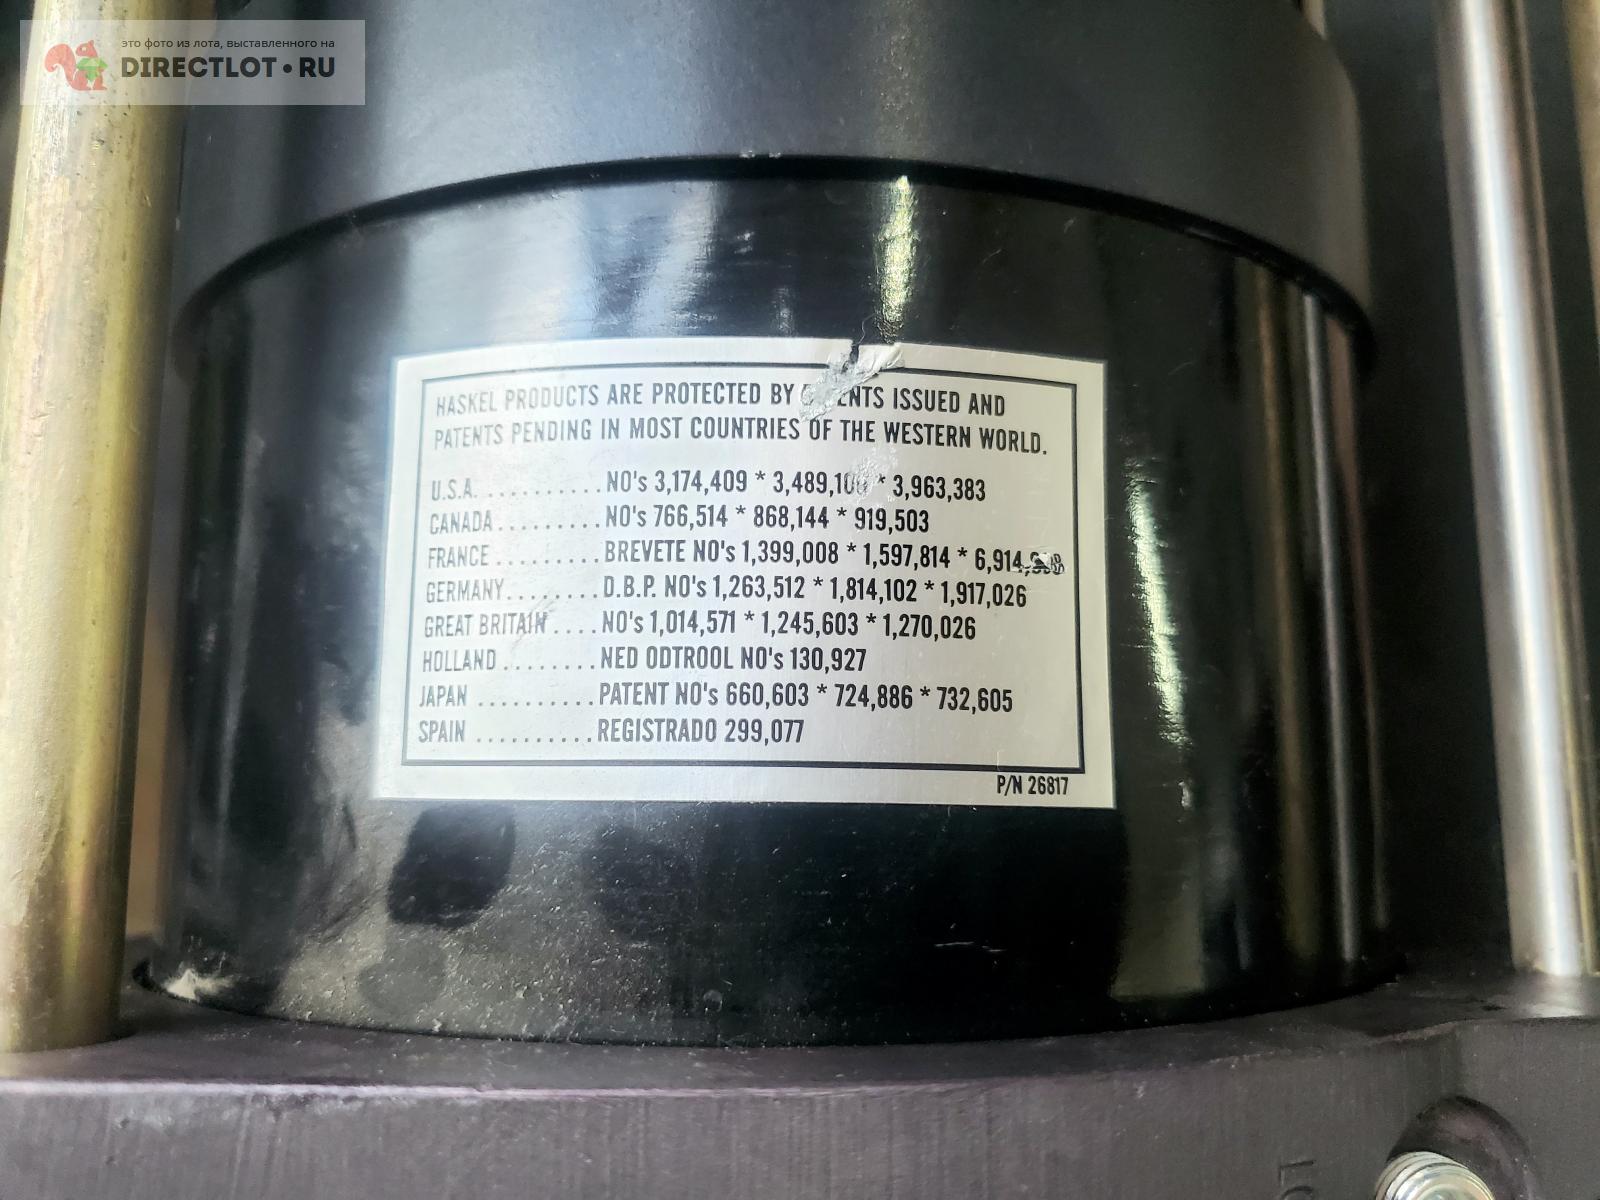 это фото из лота, выставленного на
DIRECTLOT•RU
HASKEL PRODUCTS ARE PROTECTED BY ISSUED AND
PATENTS PENDING IN MOST COUNTRIES OF THE WESTERN WORLD.
U.S.A. .......... NO's 3,174,409 * * 3,963,383
CANADA ......... NO's 766,514 * 868,144 * 919,503
FRANCE ......... BREVETE NO's 1,399,008 * 1,597,814 *
GERMANY ........ D.B.P. NO's 1,263,512 * 1,814,102 * 1,917,026
GREAT BRITAIN .... NO's 1,014,571 * 1,245,603 * 1,270,026
HOLLAND ........ NED ODTROOL NO's 130,927
JAPAN .......... PATENT NO's 660,603 * 724,886 * 732,605
SPAIN .......... REGISTRADO 299,077
P/N 26817